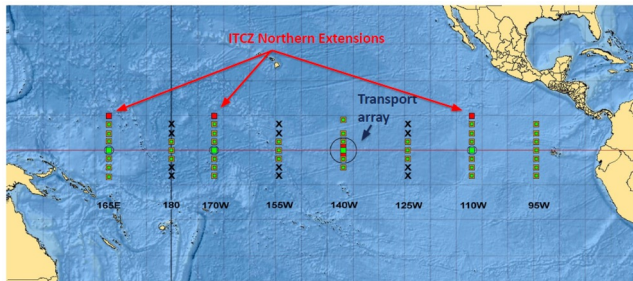 ITCZ Northern Extensions
Transport
array
X X X
X X X
X X X
X X X
165E 180 170W 155W 140W 125W 110W 95W